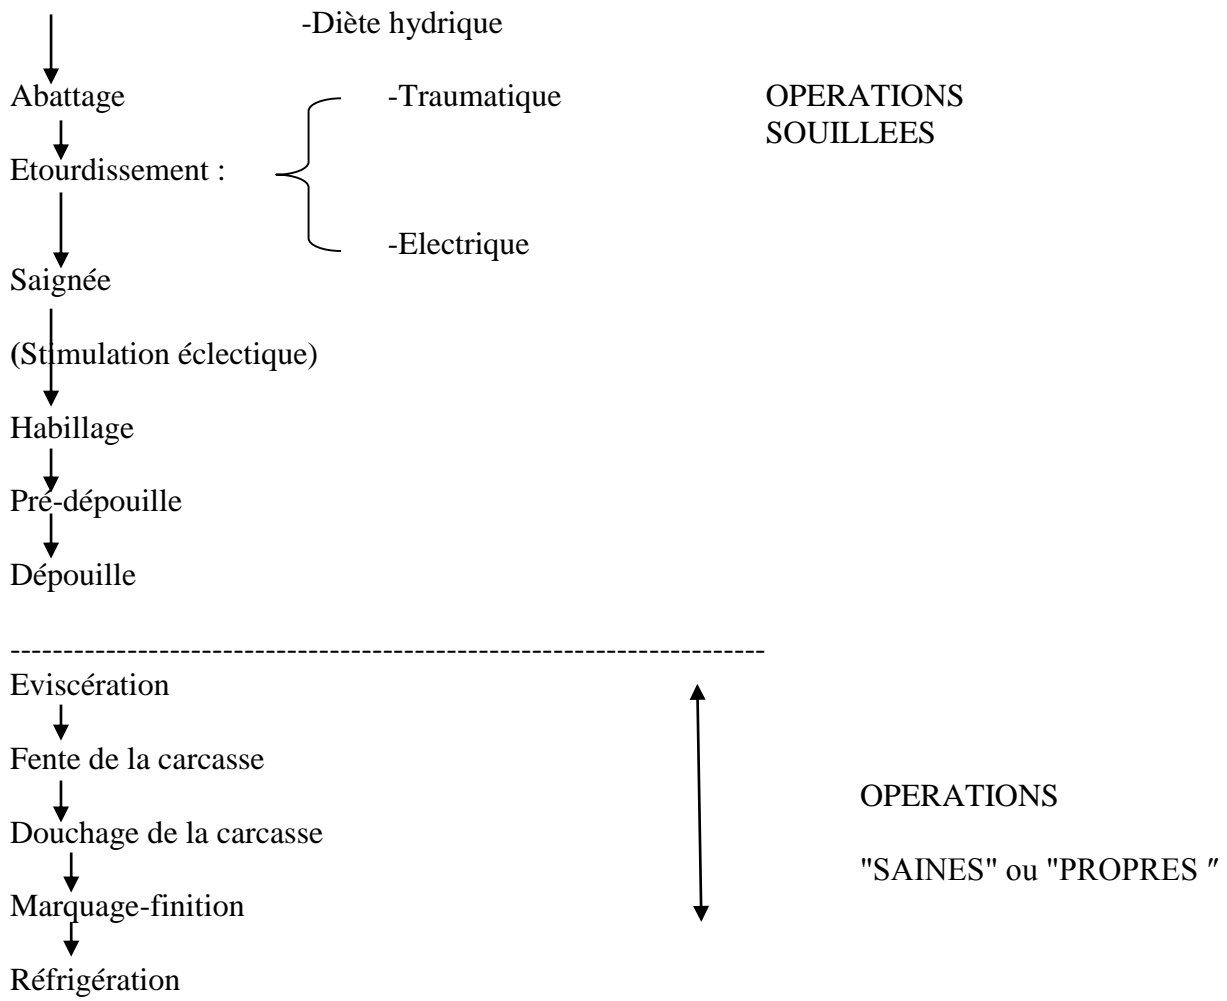 -Diète hydrique
Abattage -Traumatique OPERATIONS
SOUILLEES
Etourdissement :
-Electrique
Saignée
(Stimulation éclectique)
Habillage
Pré-dépouille
Dépouille
-----------------------------------------------------------------------
Eviscération
Fente de la carcasse
OPERATIONS
Douchage de la carcasse
"SAINES" ou "PROPRES "
Marquage-finition
Réfrigération